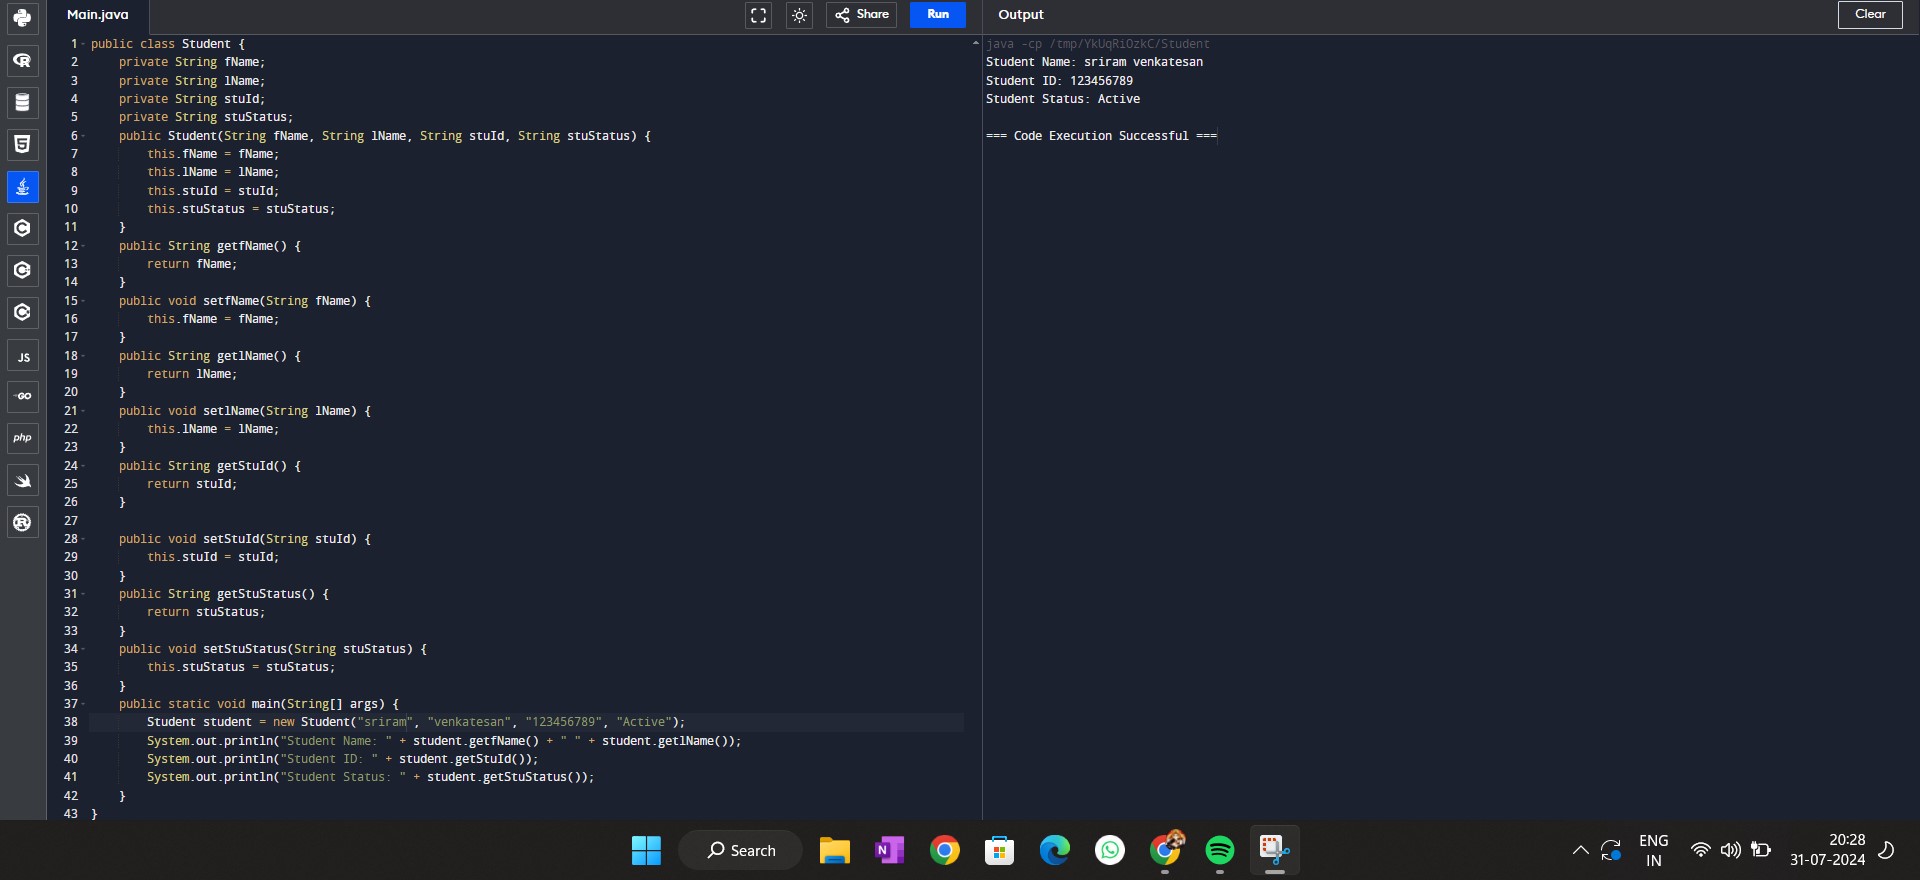 Main.java
Share
Run
Output
Clear
1 public class Student {
2     private String fName;
3     private String lName;
4     private String stuId;
5     private String stuStatus;
6     public Student(String fName, String lName, String stuId, String stuStatus) {
7         this.fName = fName;
8         this.lName = lName;
9         this.stuId = stuId;
10         this.stuStatus = stuStatus;
11     }
12     public String getfName() {
13         return fName;
14     }
15     public void setfName(String fName) {
16         this.fName = fName;
17     }
18     public String getlName() {
19         return lName;
20     }
21     public void setlName(String lName) {
22         this.lName = lName;
23     }
24     public String getStuId() {
25         return stuId;
26     }
27
28     public void setStuId(String stuId) {
29         this.stuId = stuId;
30     }
31     public String getStuStatus() {
32         return stuStatus;
33     }
34     public void setStuStatus(String stuStatus) {
35         this.stuStatus = stuStatus;
36     }
37     public static void main(String[] args) {
38         Student student = new Student("sriram", "venkatesan", "123456789", "Active");
39         System.out.println("Student Name: " + student.getfName() + " " + student.getlName());
40         System.out.println("Student ID: " + student.getStuId());
41         System.out.println("Student Status: " + student.getStuStatus());
42     }
43 }
java -cp /tmp/YkUqRiOzkC/Student
Student Name: sriram venkatesan
Student ID: 123456789
Student Status: Active
=== Code Execution Successful ===
JS
GO
php
Search
N
ENG
IN
20:28
31-07-2024